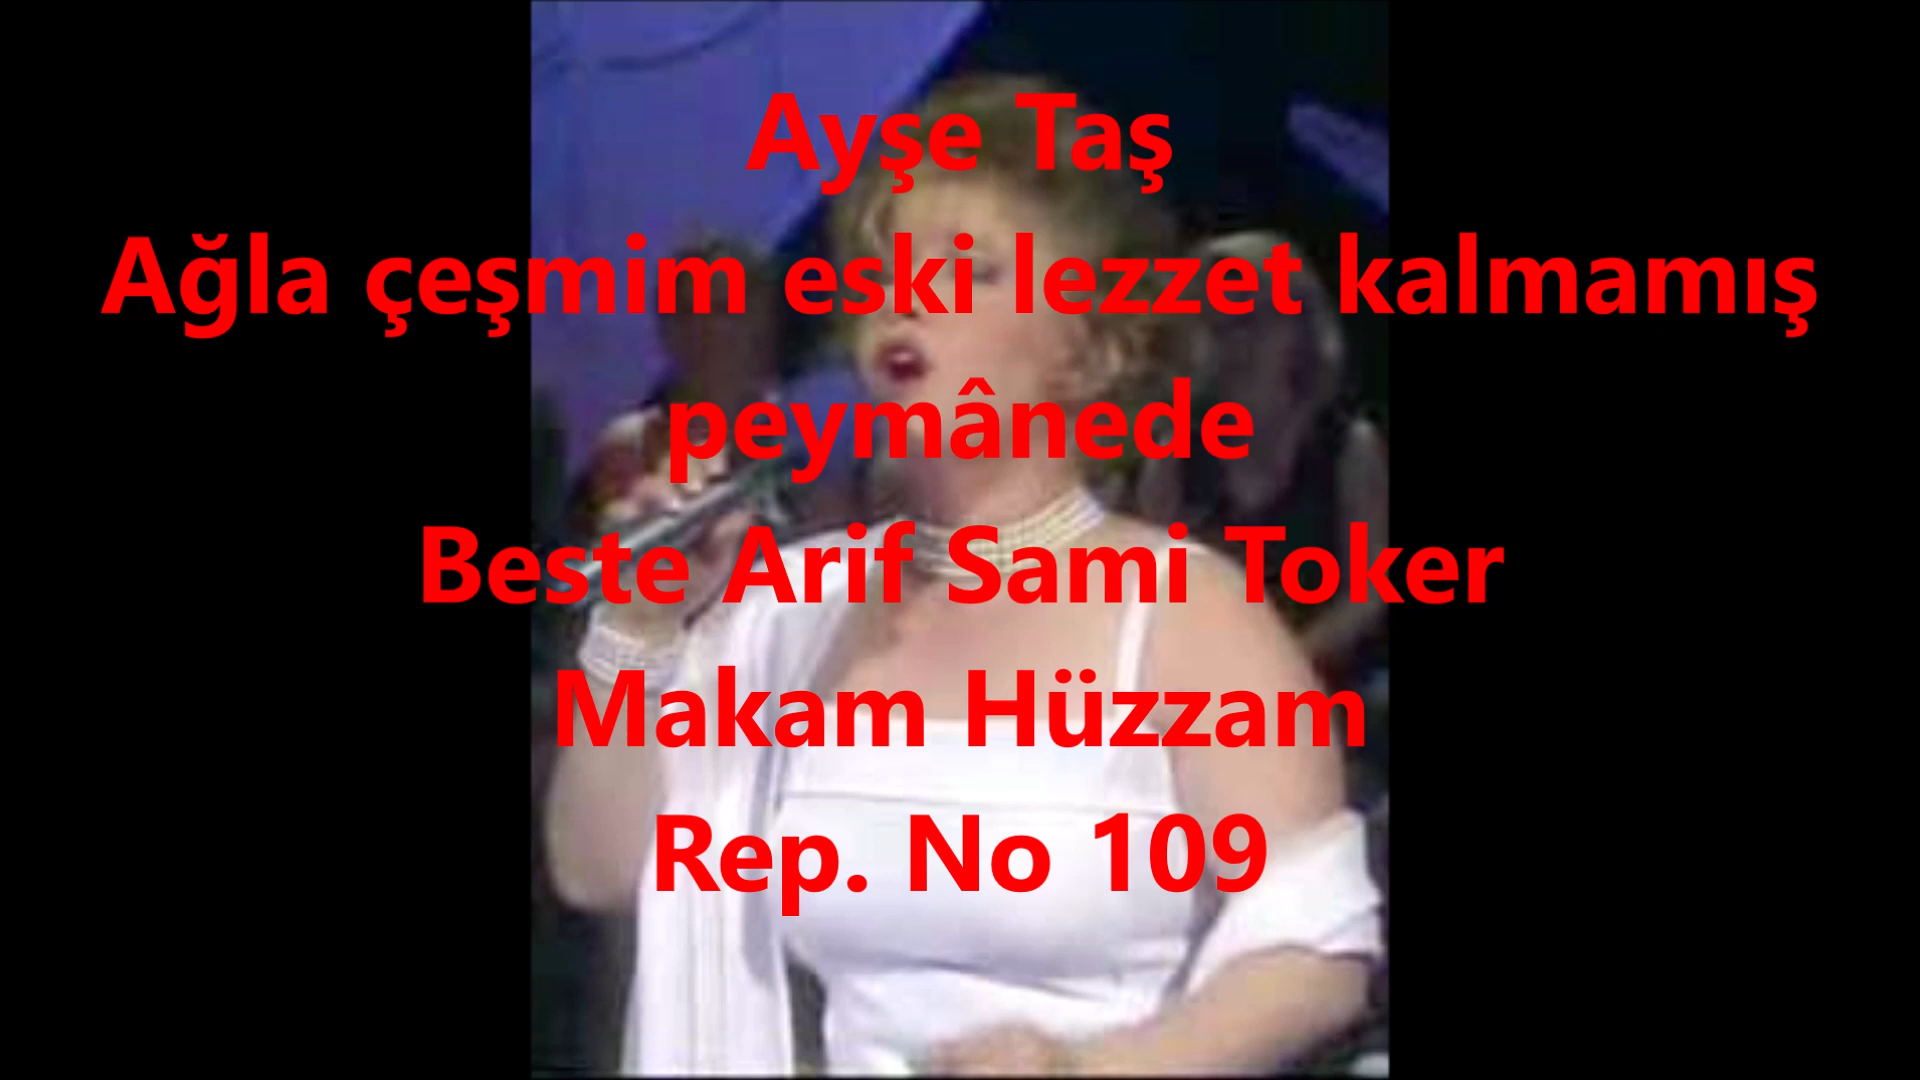 Ayşe Taş
Ağla çeşmim eski lezzet kalmamış
peymânede
Beste Arif Sami Toker
Makam Hüzzam
Rep. No 109